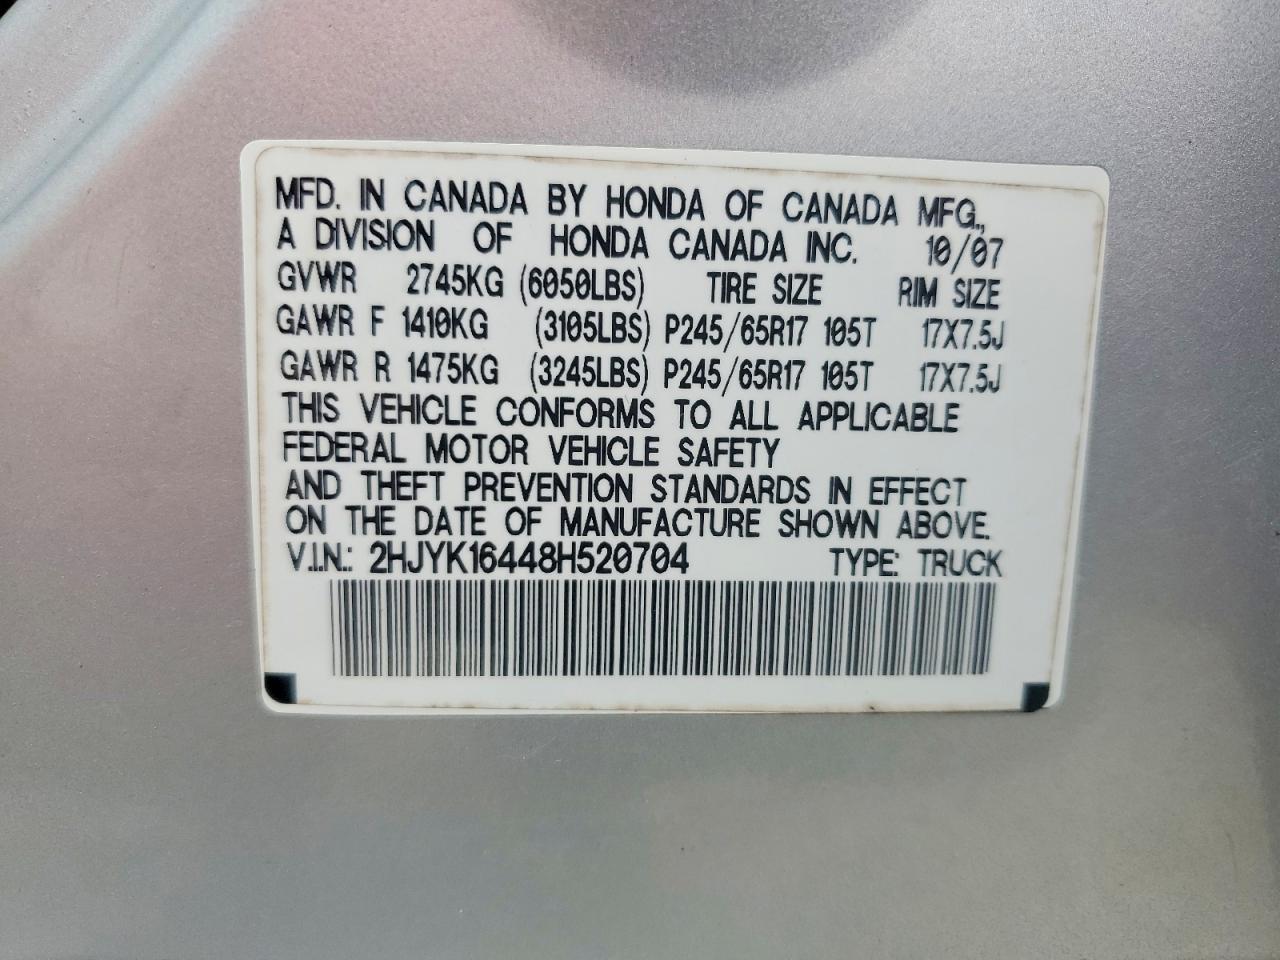 MFD. IN CANADA BY HONDA OF CANADA MFG.,
A DIVISION OF HONDA CANADA INC. 10/07
GVWR 2745KG (6050LBS) TIRE SIZE RIM SIZE
GAWR F 1410KG (3105LBS) P245/65R17 105T 17X7.5J
GAWR R 1475KG (3245LBS) P245/65R17 105T 17X7.5J
THIS VEHICLE CONFORMS TO ALL APPLICABLE
FEDERAL MOTOR VEHICLE SAFETY
AND THEFT PREVENTION STANDARDS IN EFFECT
ON THE DATE OF MANUFACTURE SHOWN ABOVE.
V.I.N.: 2HJYK16448H520704 TYPE: TRUCK